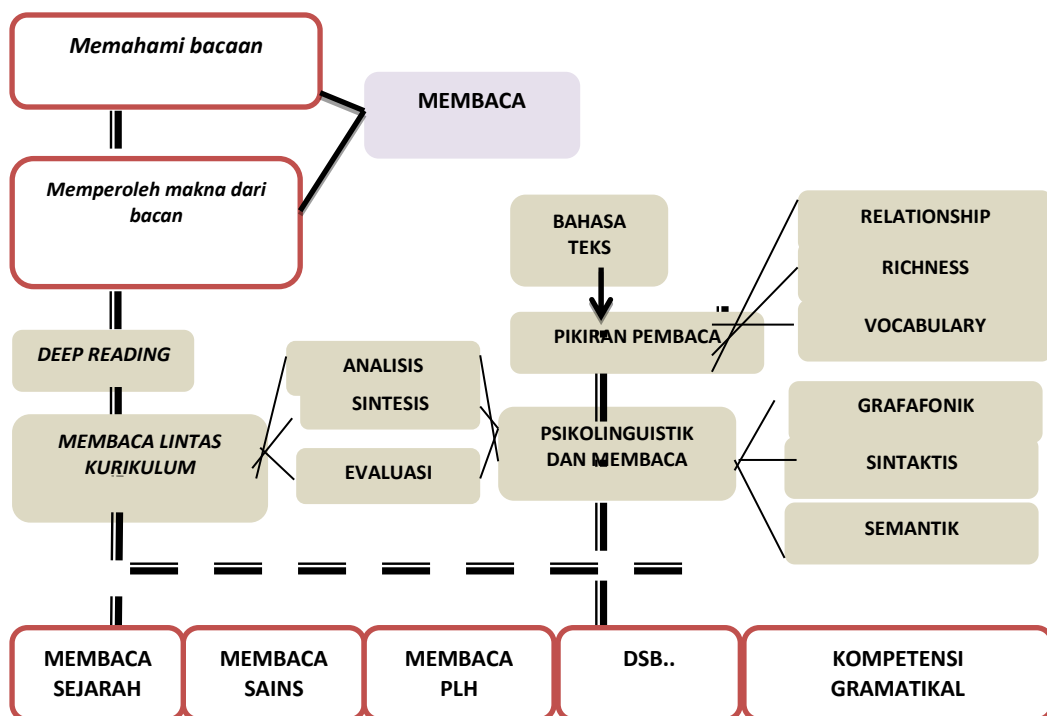 Memahami bacaan
MEMBACA
Memperoleh makna dari
bacan
BAHASA
TEKS
RELATIONSHIP
RICHNESS
VOCABULARY
PIKIRAN PEMBACA
DEEP READING
ANALISIS
SINTESIS
EVALUASI
MEMBACA LINTAS
KURIKULUM
PSIKOLINGUISTIK
DAN MEMBACA
GRAFAFONIK
SINTAKTIS
SEMANTIK
MEMBACA
SEJARAH
MEMBACA
SAINS
MEMBACA
PLH
DSB..
KOMPETENSI
GRAMATIKAL